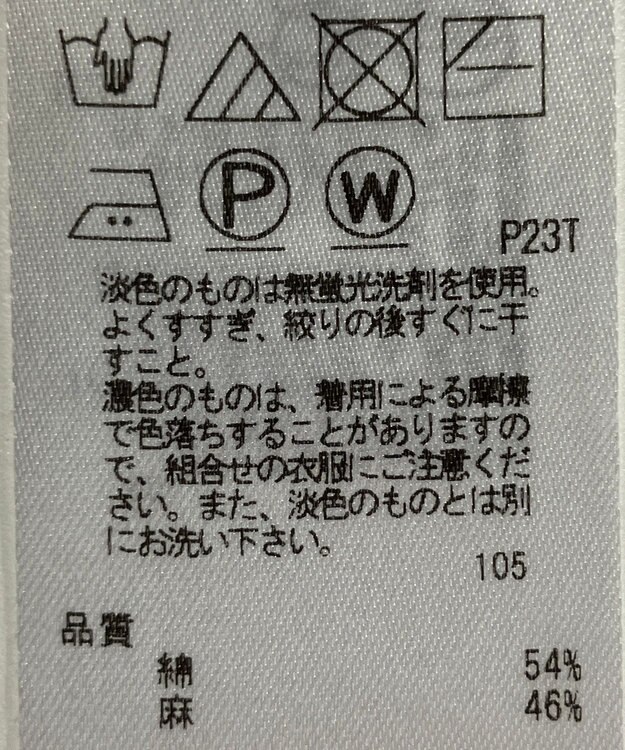 P
W
P23T
淡色のものは無蛍光洗剤を使用。
よくすすぎ、絞りの後すぐに干
すこと。
濃色のものは、着用による摩擦
で色落ちすることがありますの
で、組合せの衣服にご注意くだ
さい。また、淡色のものとは別
にお洗い下さい。
105
品質
綿 54%
麻 46%